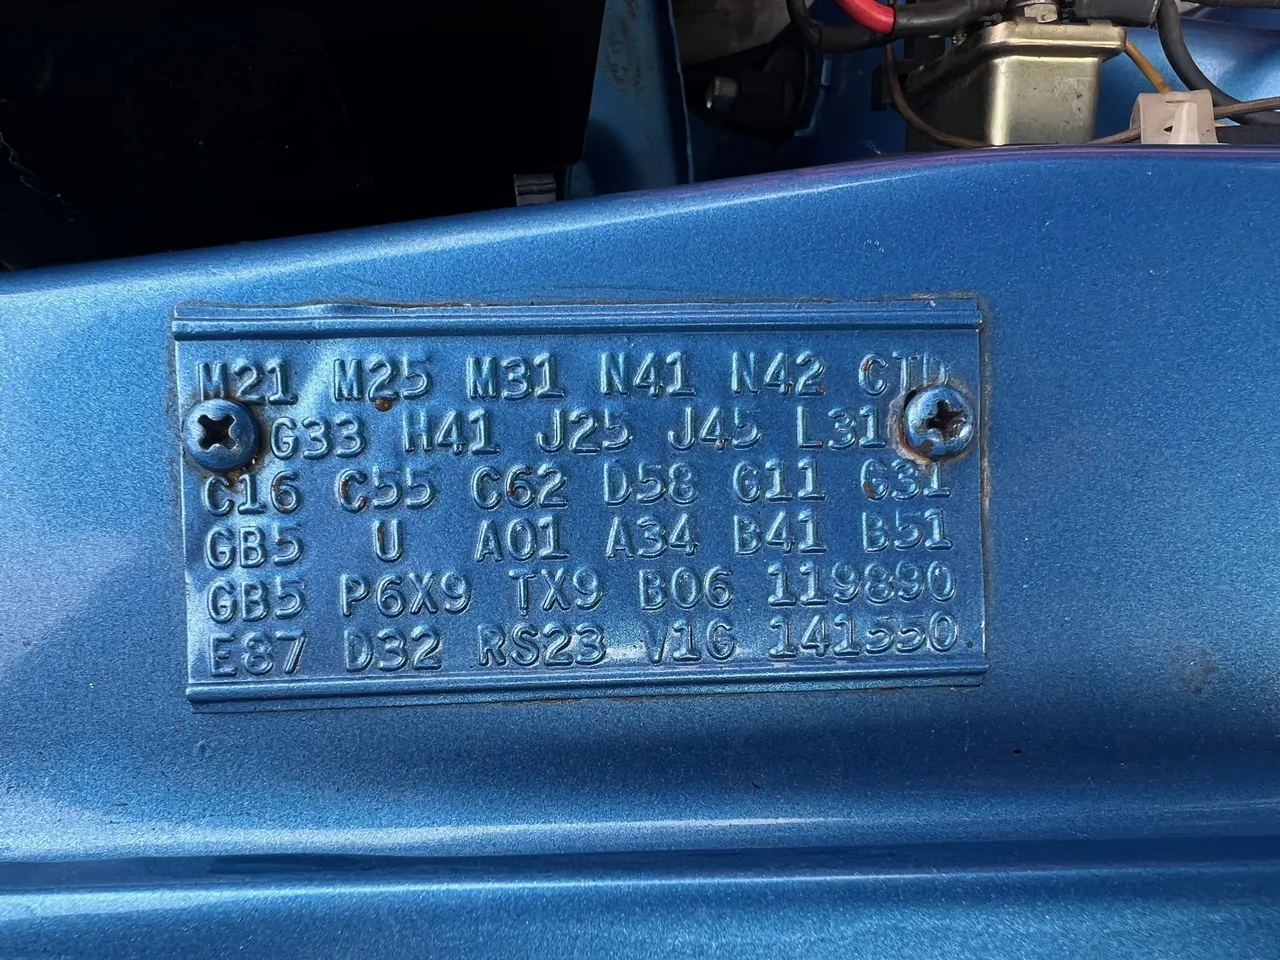 M21 M25 M31 N41 N42 CTD
G33 H41 J25 J45 L31
C16 C55 C62 D58 G11 G31
GB5 U A01 A34 B41 B51
GB5 P6X9 TX9 B06 119890
E87 D32 RS23 V1G 141550